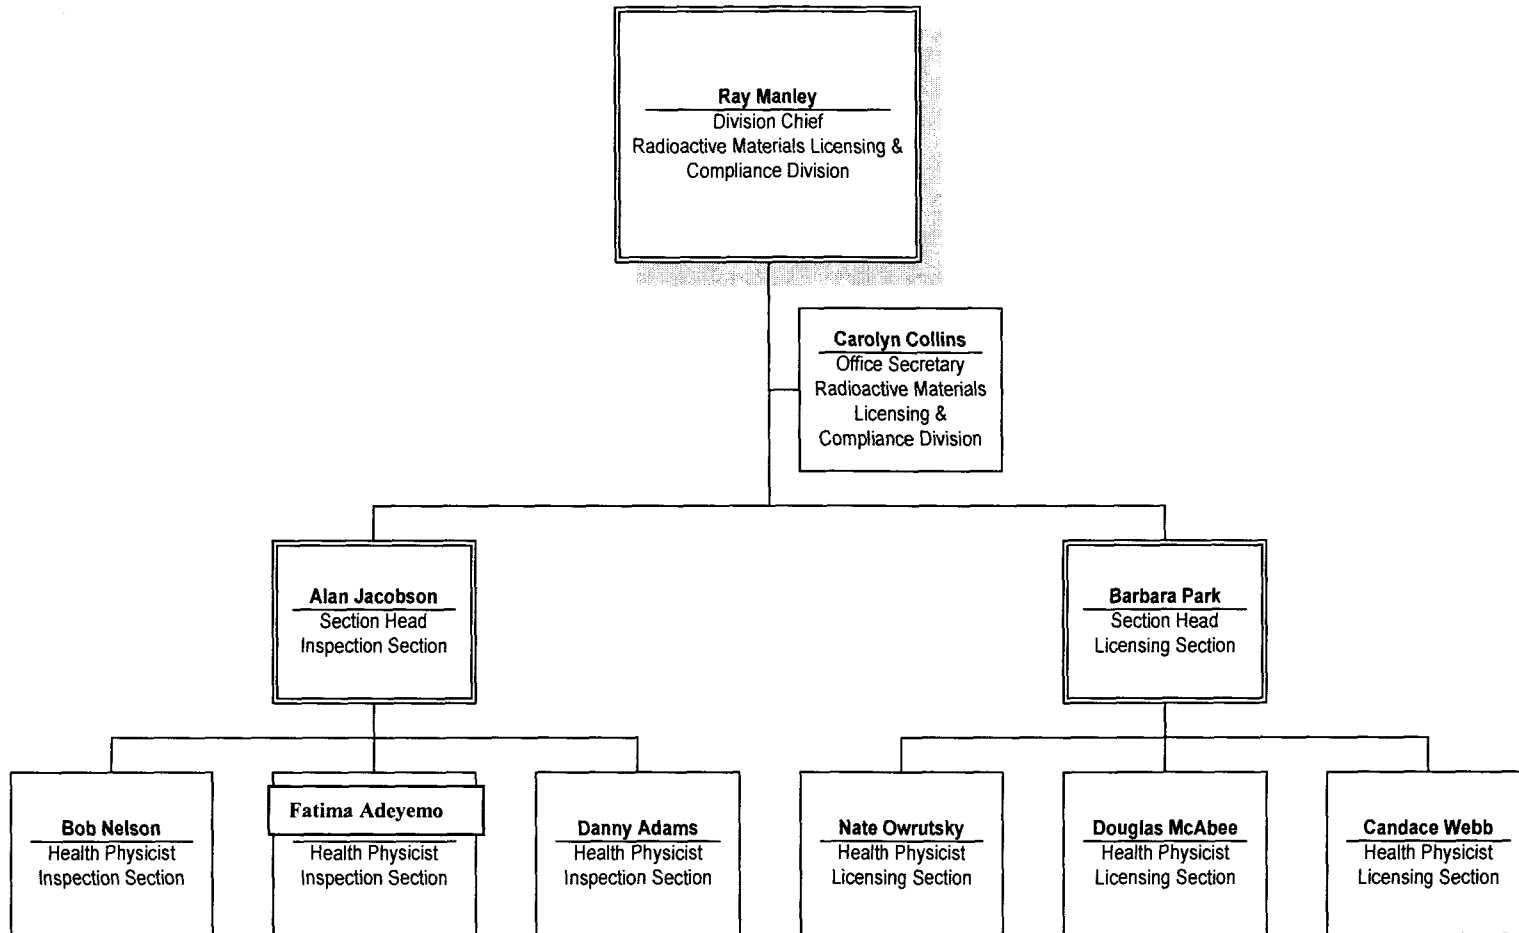 Ray Manley
Division Chief
Radioactive Materials Licensing &
Compliance Division
Carolyn Collins
Office Secretary
Radioactive Materials
Licensing &
Compliance Division
Alan Jacobson
Section Head
Inspection Section
Barbara Park
Section Head
Licensing Section
Bob Nelson
Health Physicist
Inspection Section
Fatima Adeyemo
Health Physicist
Inspection Section
Danny Adams
Health Physicist
Inspection Section
Nate Owrutsky
Health Physicist
Licensing Section
Douglas McAbee
Health Physicist
Licensing Section
Candace Webb
Health Physicist
Licensing Section